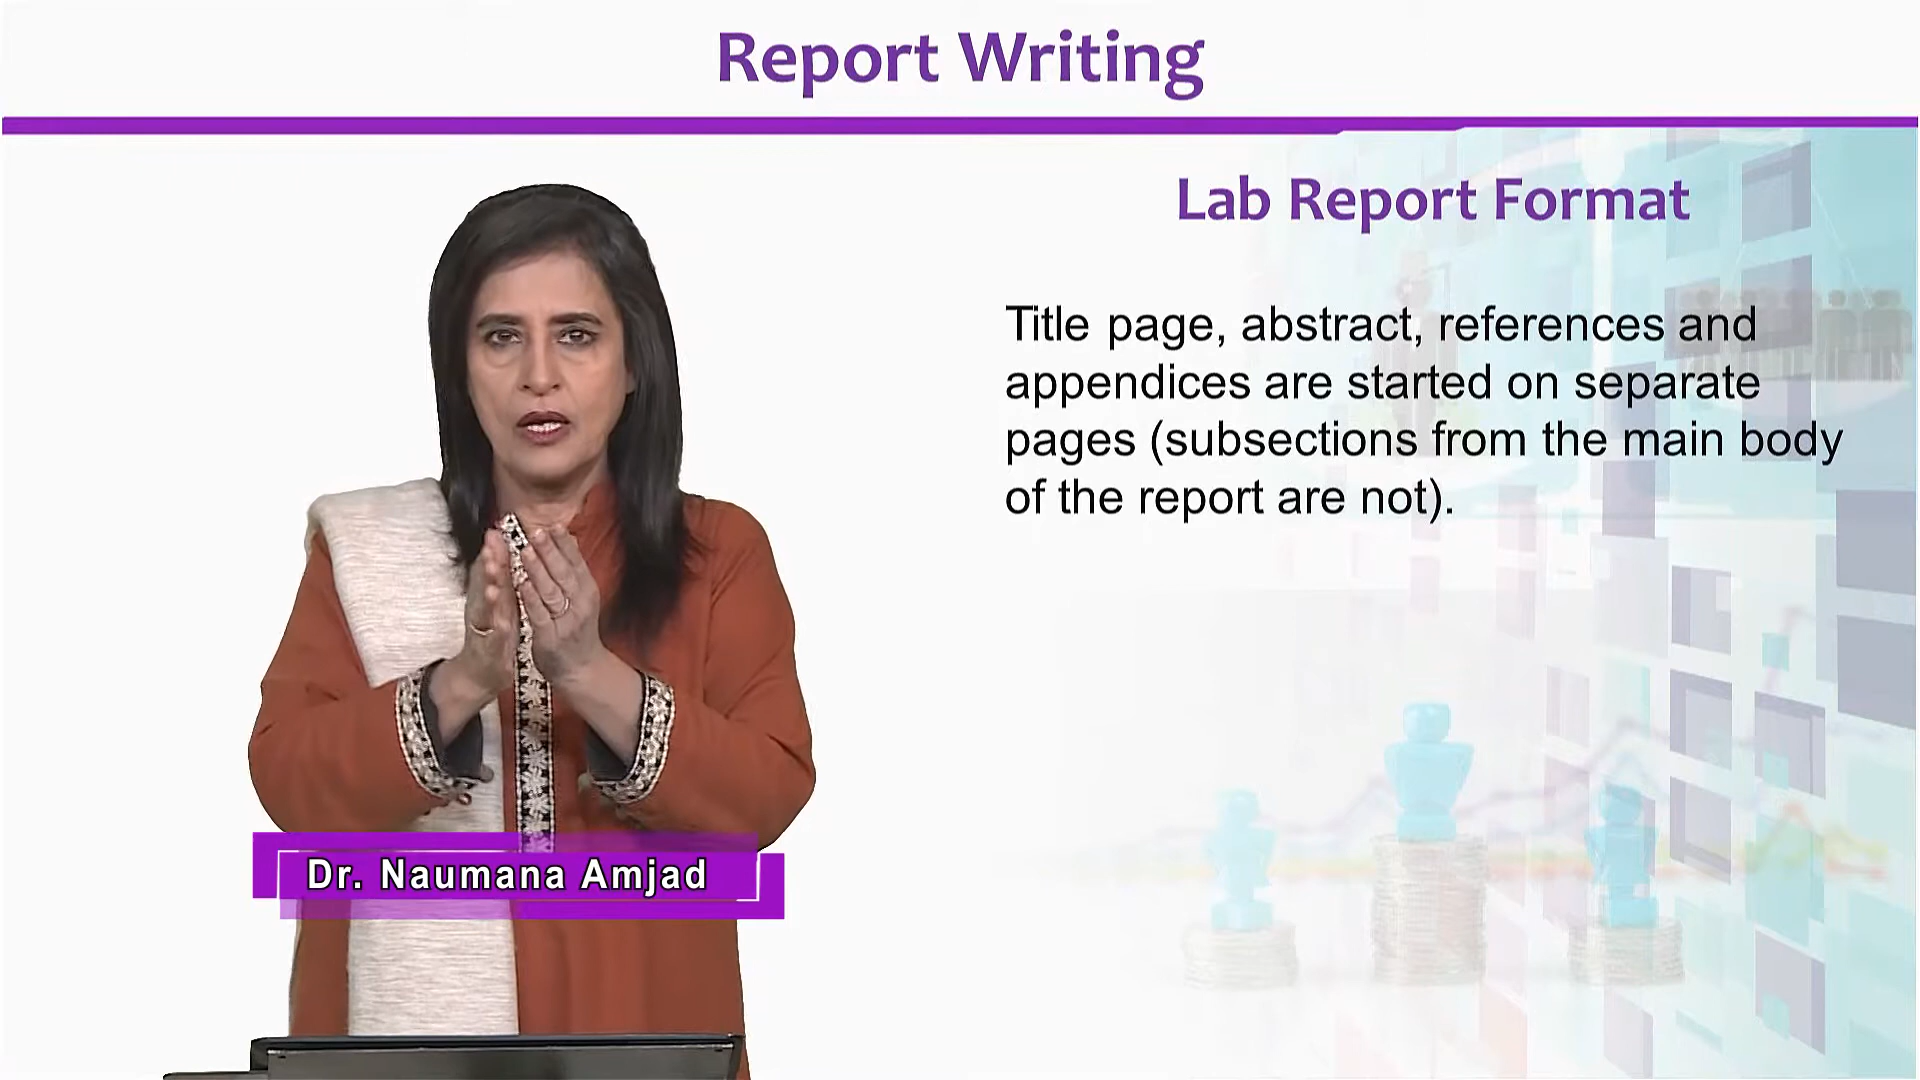 Report Writing
Lab Report Format
Title page, abstract, references and
appendices are started on separate
pages (subsections from the main body
of the report are not).
Dr. Naumana Amjad